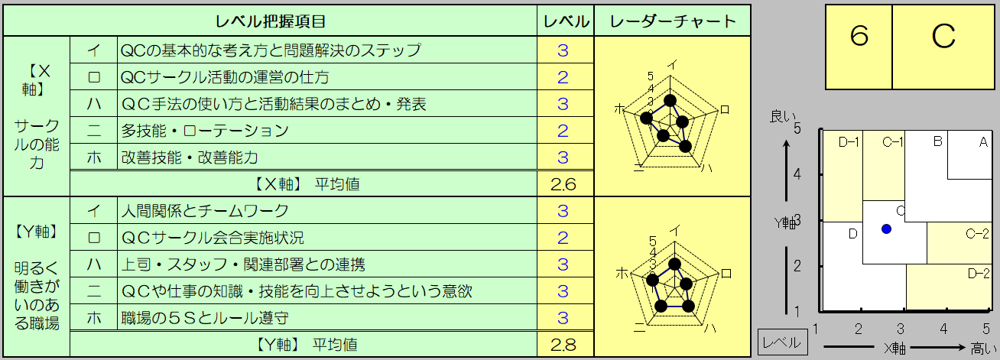 レベル把握項目 レベル レーダーチャート
【X軸】
サークルの能力
イ QCの基本的な考え方と問題解決のステップ 3
ロ QCサークル活動の運営の仕方 2
ハ QC手法の使い方と活動結果のまとめ・発表 3
ニ 多技能・ローテーション 2
ホ 改善技能・改善能力 3
【X軸】 平均値 2.6
イ
ロ
ハ
ニ
ホ
5
4
3
【Y軸】
明るく働きがいのある職場
イ 人間関係とチームワーク 3
ロ QCサークル会合実施状況 2
ハ 上司・スタッフ・関連部署との連携 3
ニ QCや仕事の知識・技能を向上させようという意欲 3
ホ 職場の5Sとルール遵守 3
【Y軸】 平均値 2.8
イ
ロ
ハ
ニ
ホ
5
4
3
6 C
良い
Y軸
5
4
3
2
1
D-1 C-1 B A
C
D C-2
D-2
1 2 3 4 5
レベル
X軸 高い